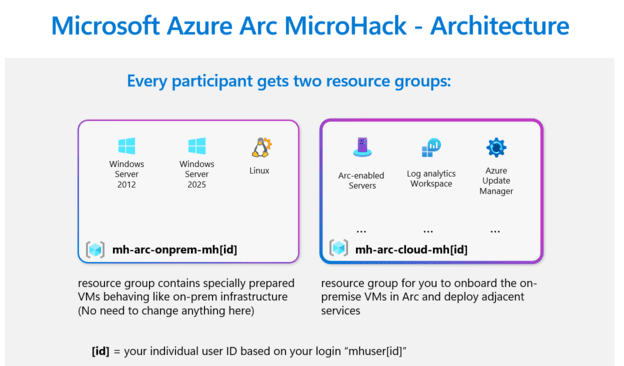 Microsoft Azure Arc MicroHack - Architecture
Every participant gets two resource groups:
Windows
Server
2012
Windows
Server
2025
Linux
mh-arc-onprem-mh[id]
Arc-enabled
Servers
Log analytics
Workspace
Azure
Update
Manager
...
...
...
mh-arc-cloud-mh[id]
resource group contains specially prepared
VMs behaving like on-prem infrastructure
(No need to change anything here)
resource group for you to onboard the on-
premise VMs in Arc and deploy adjacent
services
[id] = your individual user ID based on your login “mhuser[id]”